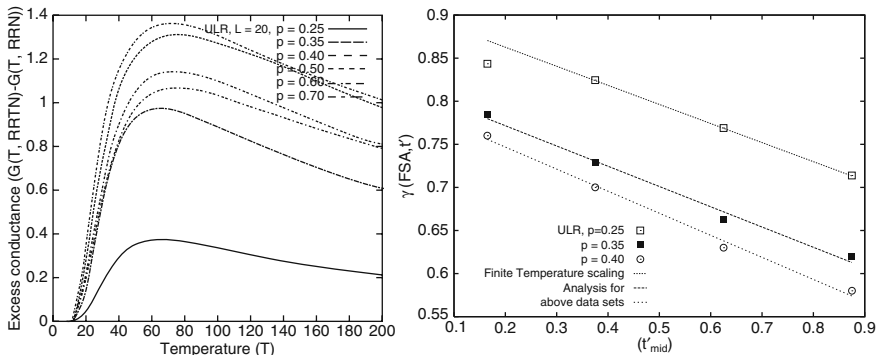 Excess conductance (G(T, RRTN)-G(T, RRN))
1.4
1.2
1
0.8
0.6
0.4
0.2
0
ULR, L = 20, p = 0.25
p = 0.35
p = 0.40
p = 0.50
p = 0.60
p = 0.70
0 20 40 60 80 100 120 140 160 180 200
Temperature (T)
γ (FSA,t')
0.85
0.8
0.75
0.7
0.65
0.6
0.55
ULR, p=0.25
p = 0.35
p = 0.40
Finite Temperature scaling
Analysis for
above data sets
0.1 0.2 0.3 0.4 0.5 0.6 0.7 0.8 0.9
(t'mid)